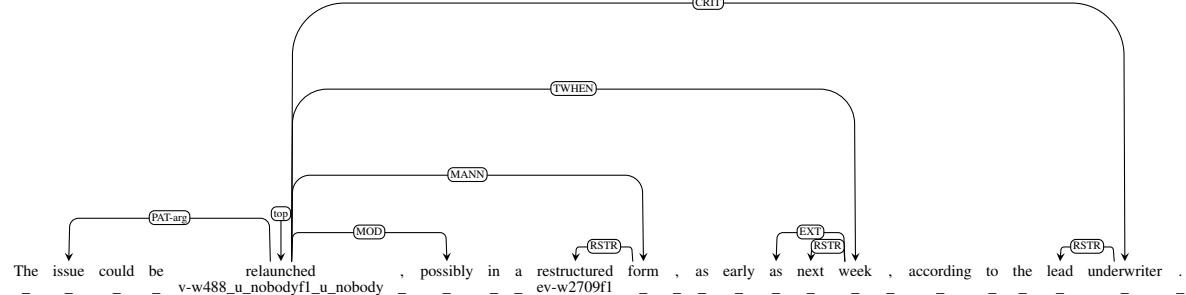 CRIT
TWHEN
MANN
PAT-arg top MOD EXT
RSTR RSTR RSTR
The issue could be relaunched , possibly in a restructured form , as early as next week , according to the lead underwriter .
_ _ _ _ v-w488_u_nobodyf1_u_nobody _ _ _ _ ev-w2709f1 _ _ _ _ _ _ _ _ _ _ _ _ _ _